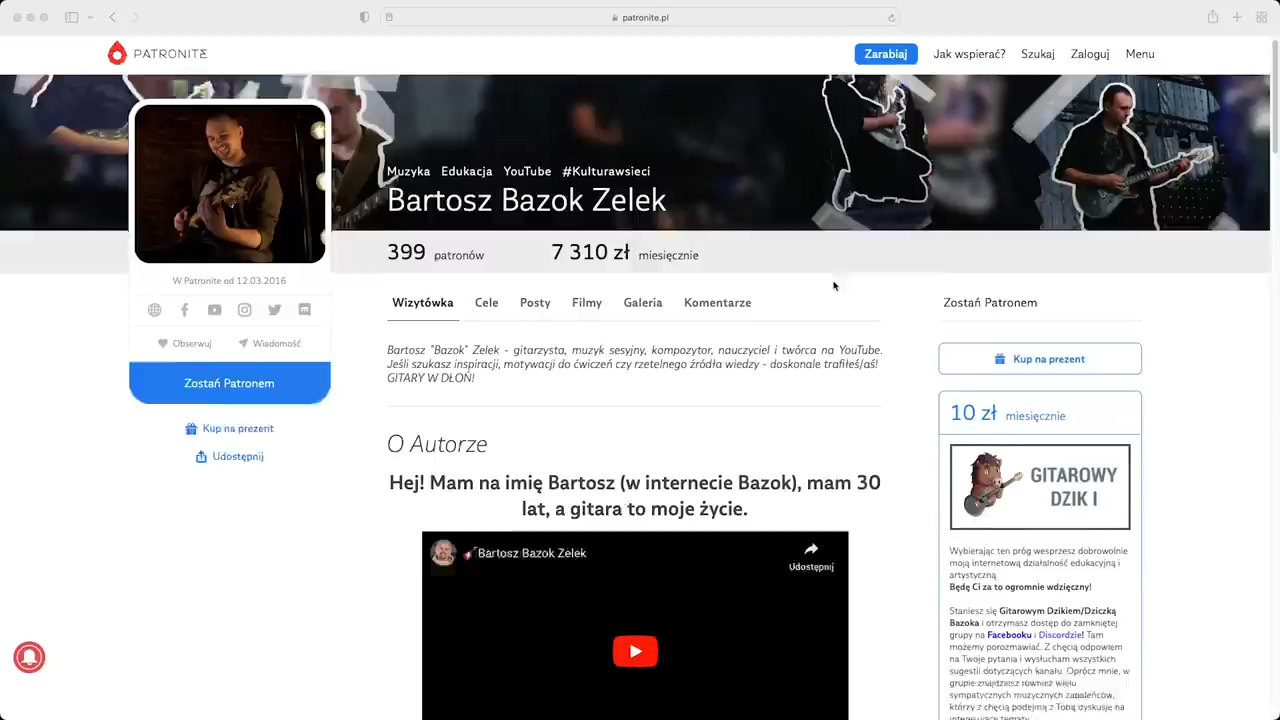 patronite.pl
PATRONITE
Zarabiaj
Jak wspierać?
Szukaj
Zaloguj
Menu
Muzyka Edukacja YouTube #Kulturawsieci
Bartosz Bazok Zelek
399 patronów
7 310 zł miesięcznie
W Patronite od 12.03.2016
Obserwuj
Wiadomość
Zostań Patronem
Kup na prezent
Udostępnij
Wizytówka
Cele
Posty
Filmy
Galeria
Komentarze
Bartosz "Bazok" Zelek - gitarzysta, muzyk sesyjny, kompozytor, nauczyciel i twórca na YouTube.
Jeśli szukasz inspiracji, motywacji do ćwiczeń czy rzetelnego źródła wiedzy - doskonale trafiłeś/aś!
GITARY W DŁOŃ!
O Autorze
Hej! Mam na imię Bartosz (w internecie Bazok), mam 30
lat, a gitara to moje życie.
Bartosz Bazok Zelek
Udostępnij
Zostań Patronem
Kup na prezent
10 zł miesięcznie
GITAROWY
DZIK I
Wybierając ten próg wesprzesz dobrowolnie
moją internetową działalność edukacyjną i
artystyczną.
Będę Ci za to ogromnie wdzięczny!
Staniesz się Gitarowym Dzikiem/Dziczką
Bazoka i otrzymasz dostęp do zamkniętej
grupy na Facebooku i Discordzie! Tam
możemy porozmawiać. Z chęcią odpowiem
na Twoje pytania i wysłucham wszystkich
sugestii dotyczących kanału. Oprócz mnie, w
grupie znajdziesz również wielu
sympatycznych muzycznych zapaleńców,
którzy z chęcią podejmą z Tobą dyskusję na
interesujące tematy.